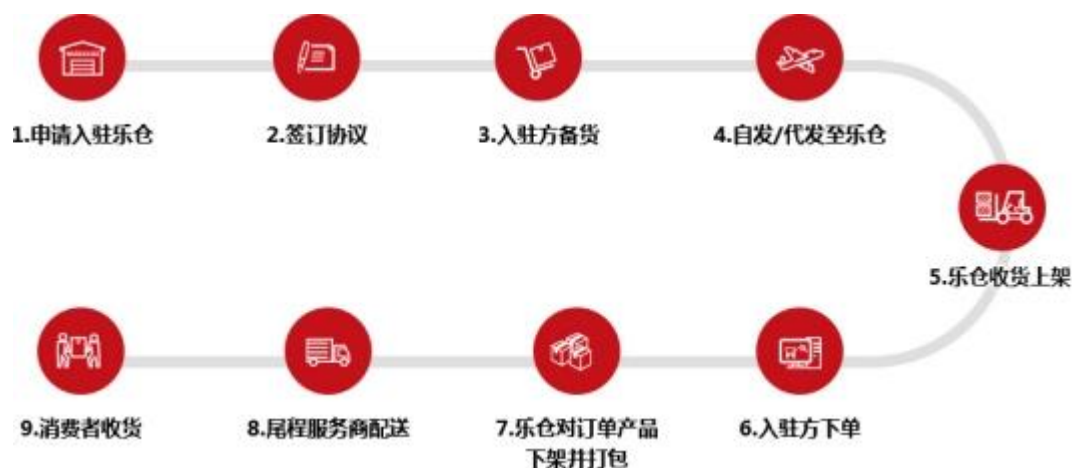 1.申请入驻乐仓
2.签订协议
3.入驻方备货
4.自发/代发至乐仓
5.乐仓收货上架
6.入驻方下单
7.乐仓对订单产品
下架并打包
8.尾程服务商配送
9.消费者收货